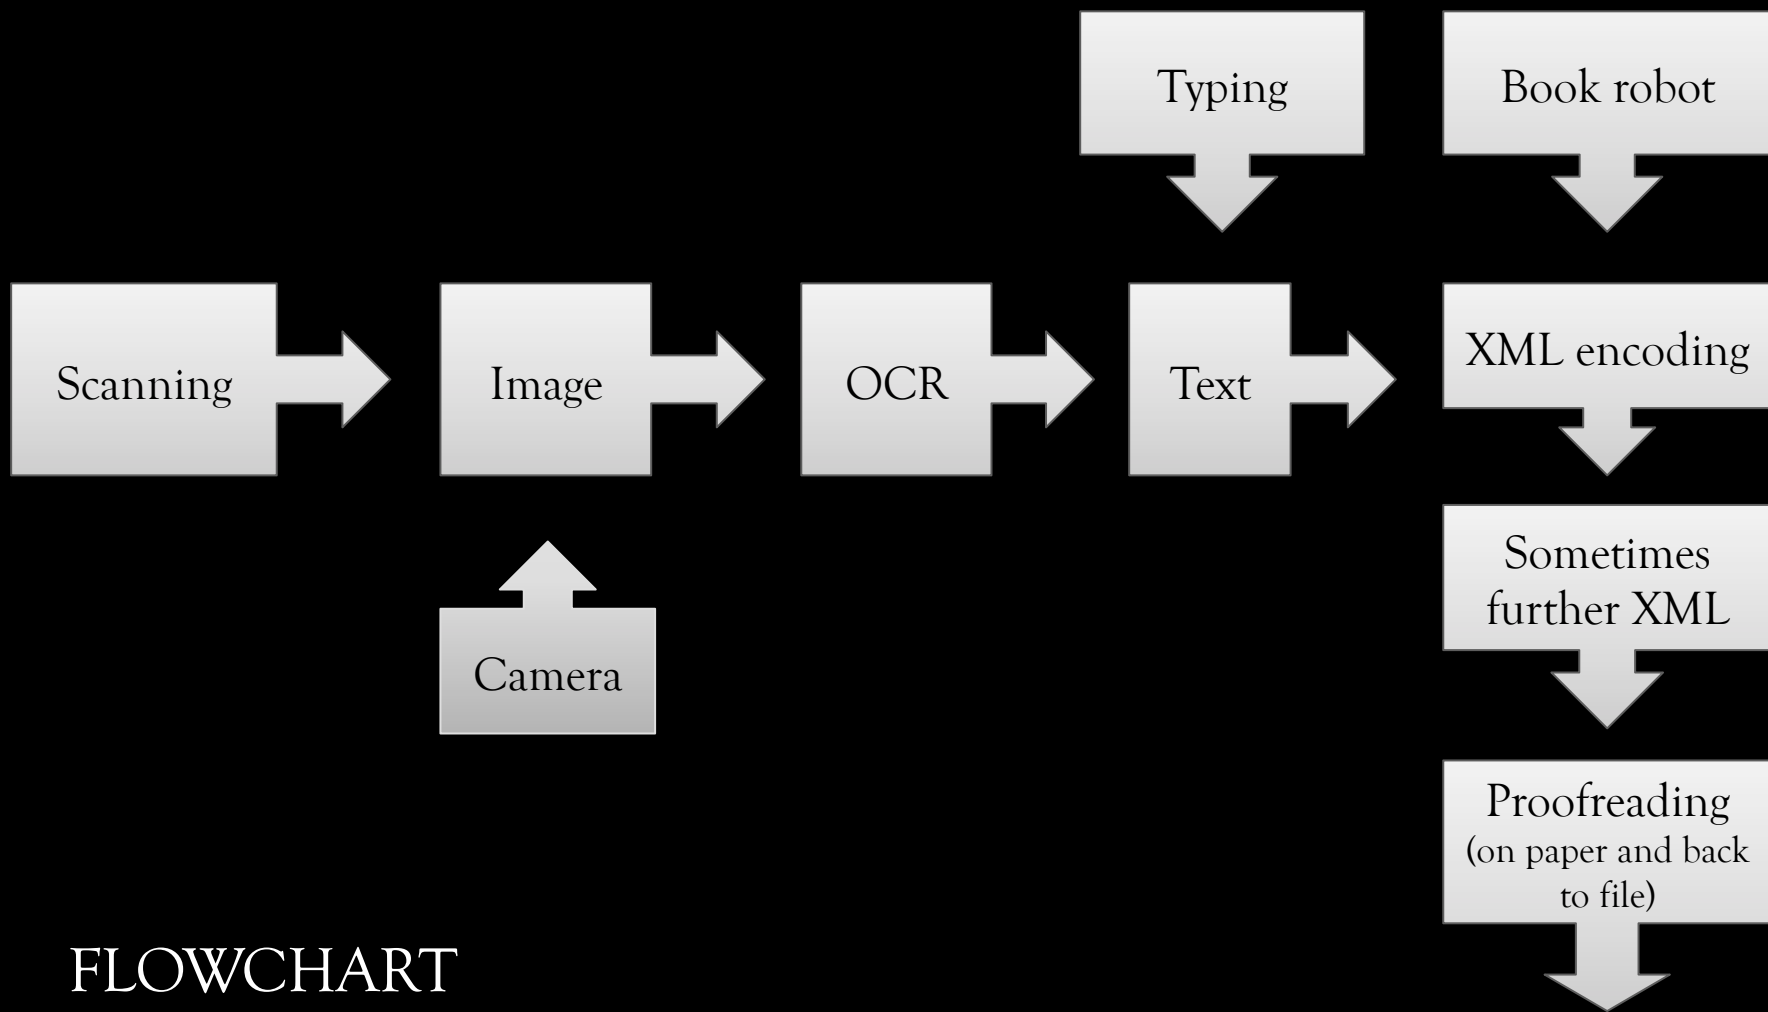 Typing
Book robot
Scanning
Image
OCR
Text
XML encoding
Camera
Sometimes
further XML
Proofreading
(on paper and back
to file)
FLOWCHART